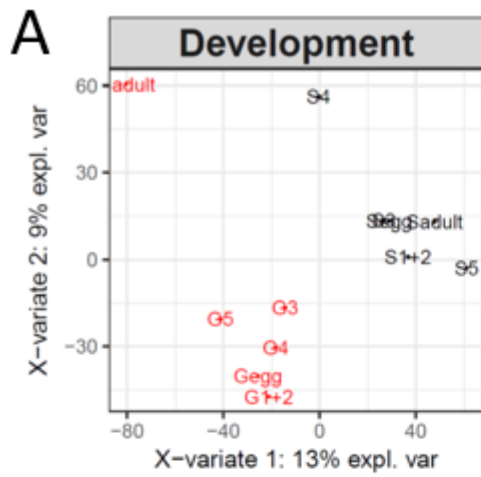 A
Development
X−variate 2: 9% expl. var
60
30
0
−30
adult
S4
Segg
Sadult
S1+2
S5
G3
G5
G4
Gegg
G1+2
−80
−40
0
40
X−variate 1: 13% expl. var